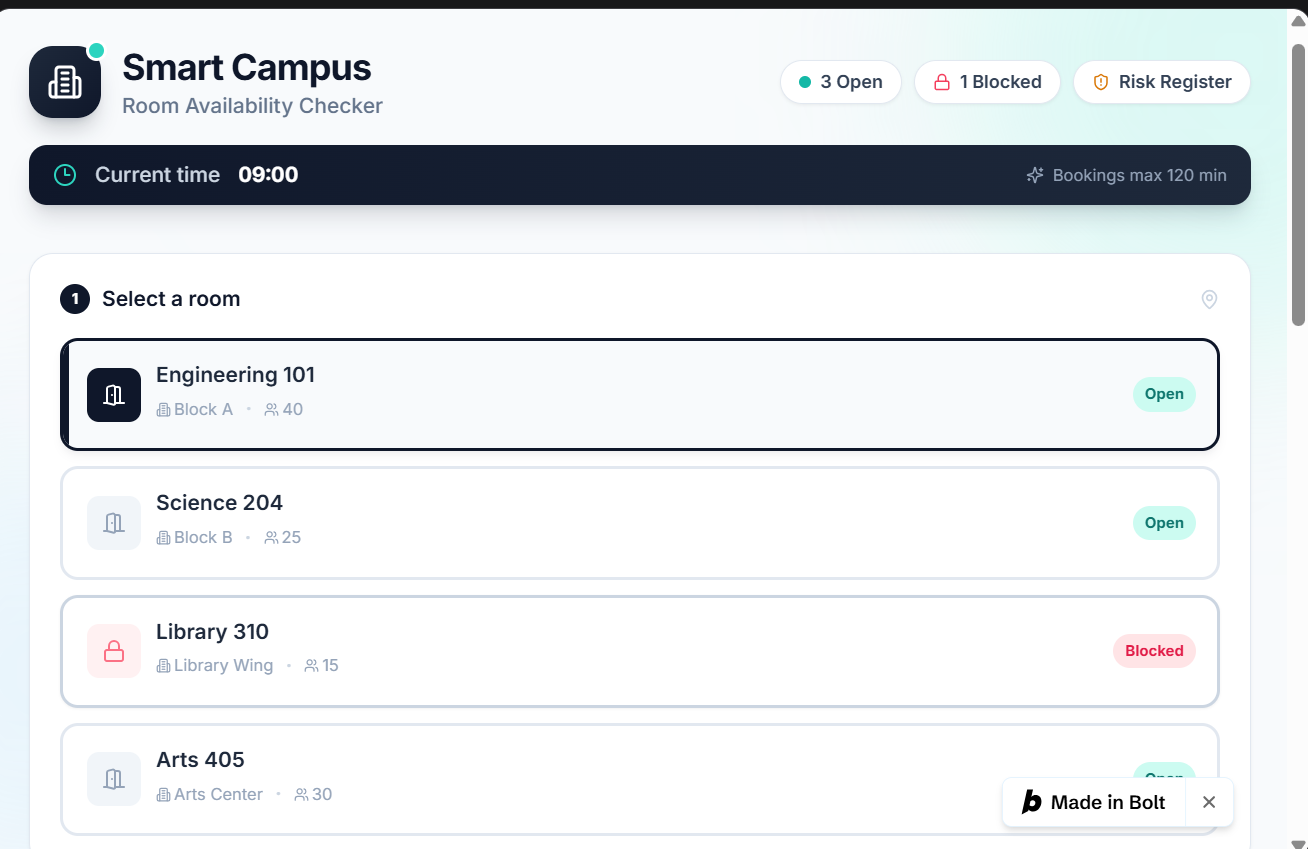 Smart Campus
Room Availability Checker
3 Open
1 Blocked
Risk Register
Current time 09:00
Bookings max 120 min
1 Select a room
Engineering 101
Block A • 40
Open
Science 204
Block B • 25
Open
Library 310
Library Wing • 15
Blocked
Arts 405
Arts Center • 30
Open
b Made in Bolt